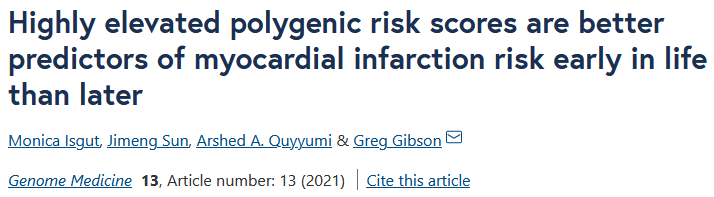 Highly elevated polygenic risk scores are better
predictors of myocardial infarction risk early in life
than later
Monica Isgut, Jimeng Sun, Arshed A. Quyyumi & Greg Gibson
Genome Medicine 13, Article number: 13 (2021) Cite this article